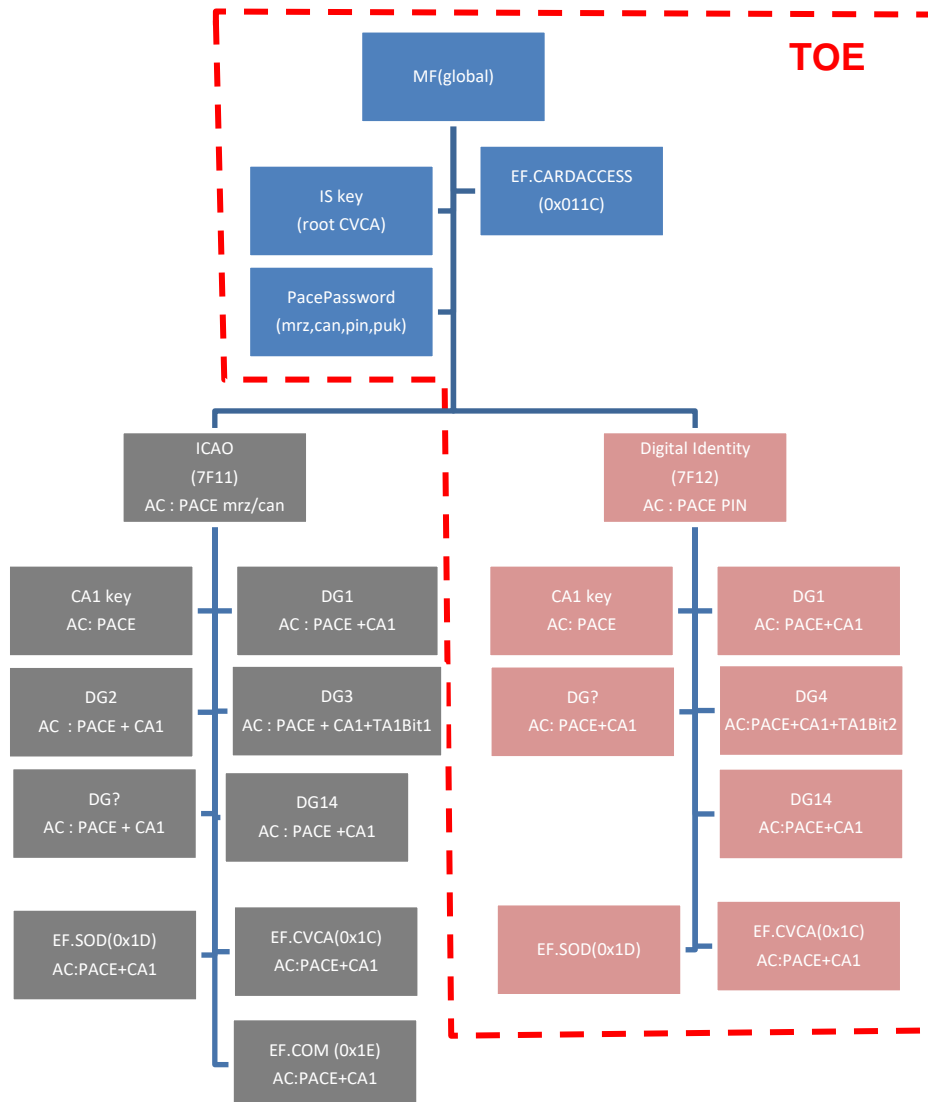 TOE
MF(global)
EF.CARDACCESS
(0x011C)
IS key
(root CVCA)
PacePassword
(mrz,can,pin,puk)
ICAO
(7F11)
AC : PACE mrz/can
CA1 key
AC: PACE
DG1
AC : PACE +CA1
DG2
AC : PACE + CA1
DG3
AC : PACE + CA1+TA1Bit1
DG?
AC : PACE + CA1
DG14
AC : PACE +CA1
EF.SOD(0x1D)
AC:PACE+CA1
EF.CVCA(0x1C)
AC:PACE+CA1
EF.COM (0x1E)
AC:PACE+CA1
Digital Identity
(7F12)
AC : PACE PIN
CA1 key
AC: PACE
DG1
AC: PACE+CA1
DG?
AC: PACE+CA1
DG4
AC:PACE+CA1+TA1Bit2
DG14
AC:PACE+CA1
EF.SOD(0x1D)
EF.CVCA(0x1C)
AC:PACE+CA1